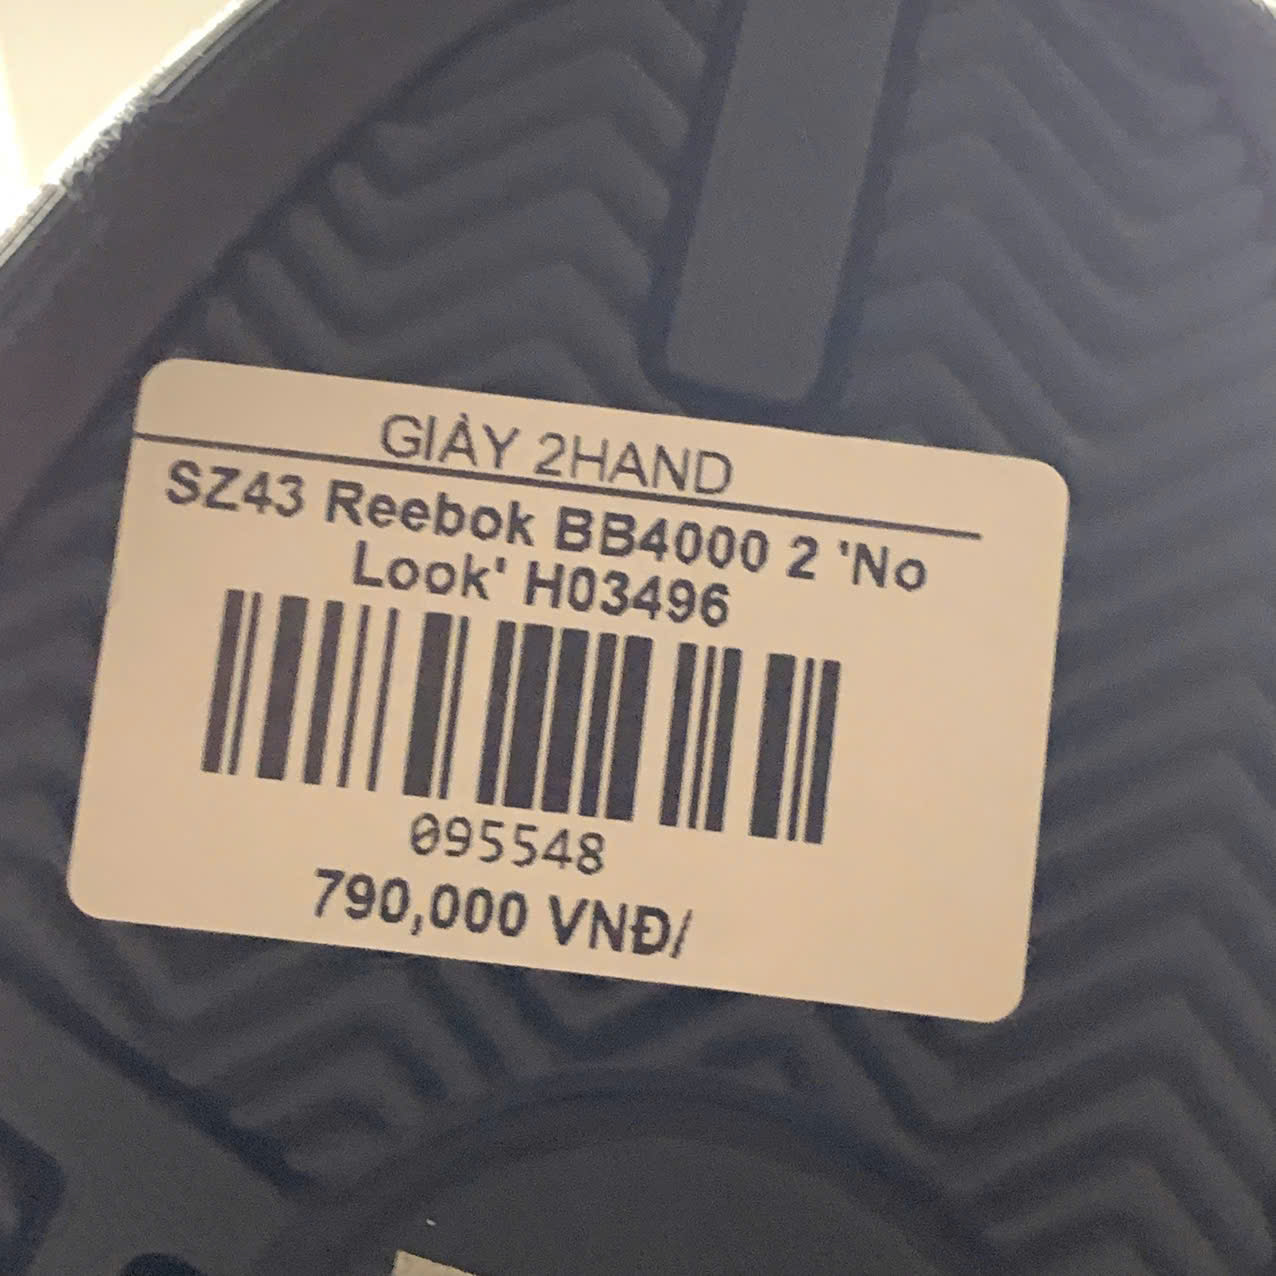 GIÀY 2HAND
SZ43 Reebok BB4000 2 'No
Look' H03496
095548
790,000 VNĐ/